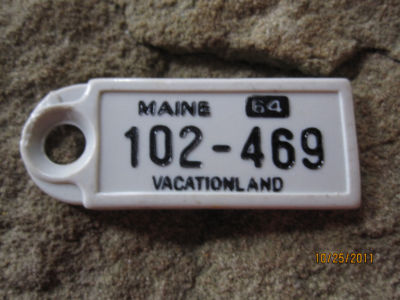 MAINE 64
102-469
VACATIONLAND
10/25/2011